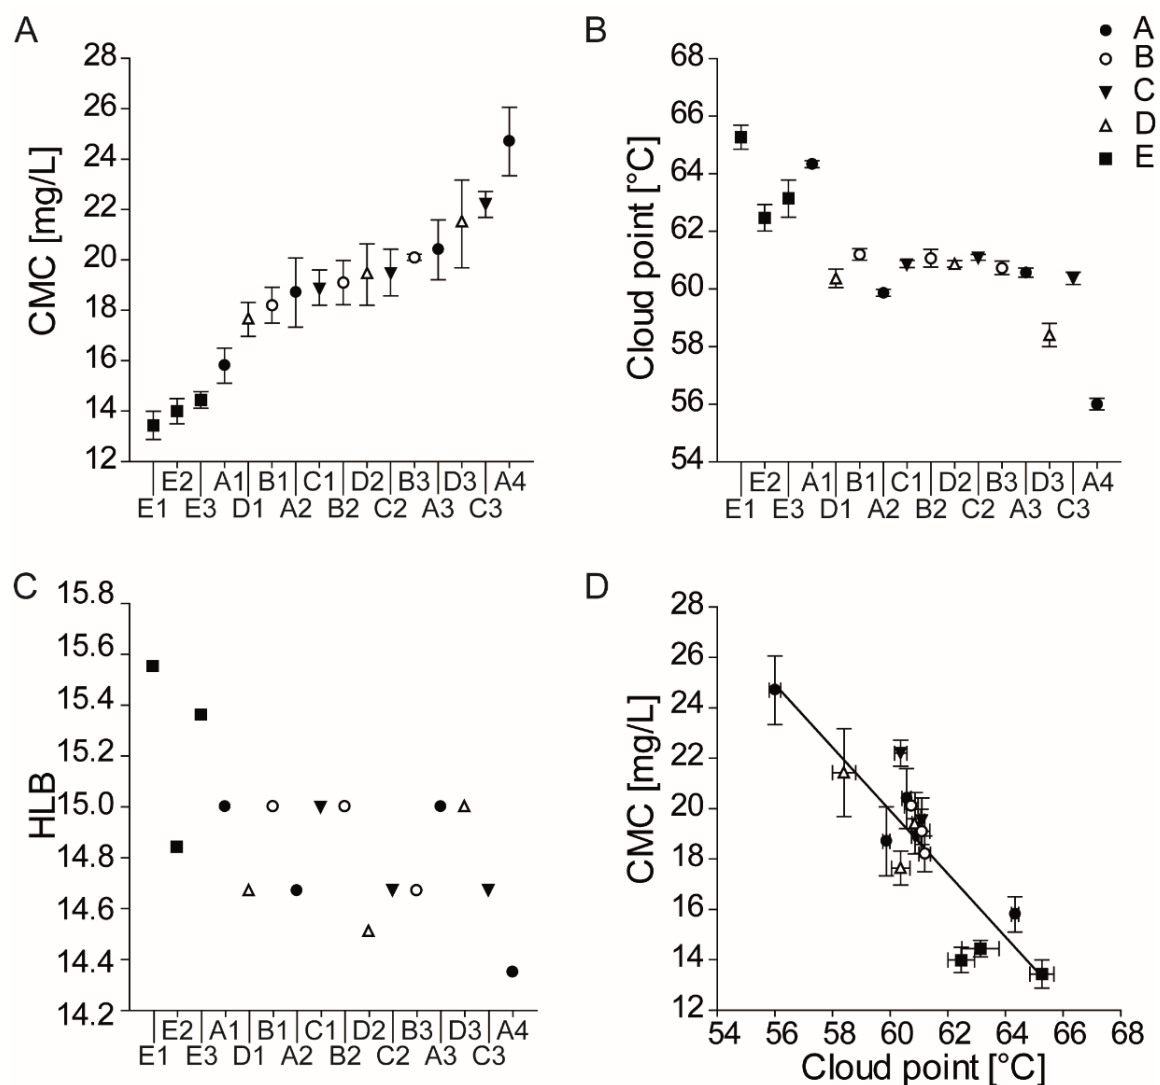 A
CMC [mg/L]
28
26
24
22
20
18
16
14
12
E2 A1 B1 C1 D2 B3 D3 A4
E1 E3 D1 A2 B2 C2 A3 C3
B
Cloud point [°C]
68
66
64
62
60
58
56
54
E2 A1 B1 C1 D2 B3 D3 A4
E1 E3 D1 A2 B2 C2 A3 C3
A
B
C
D
E
C
HLB
15.8
15.6
15.4
15.2
15.0
14.8
14.6
14.4
14.2
E2 A1 B1 C1 D2 B3 D3 A4
E1 E3 D1 A2 B2 C2 A3 C3
D
CMC [mg/L]
28
26
24
22
20
18
16
14
12
54 56 58 60 62 64 66 68
Cloud point [°C]